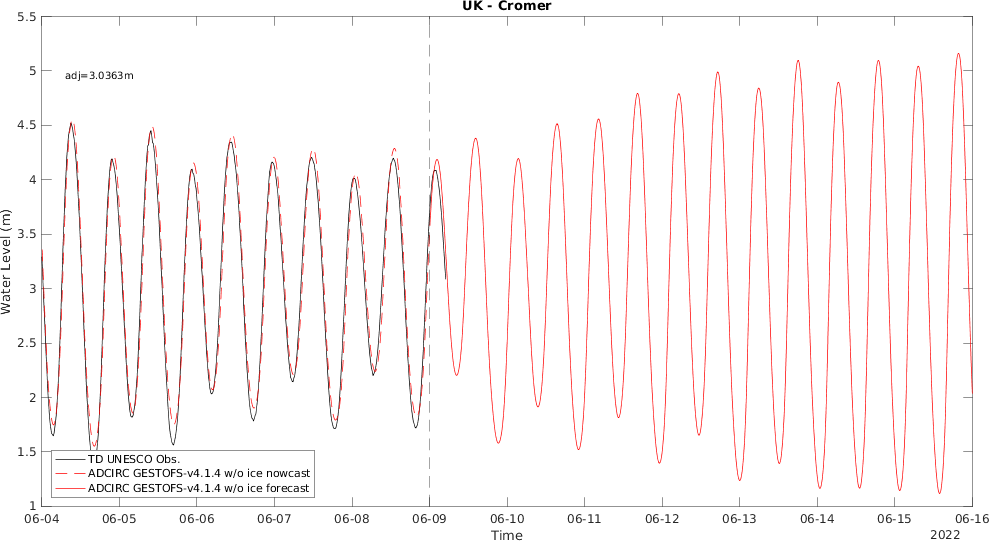 UK - Cromer
adj=3.0363m
Water Level (m)
5.5
5
4.5
4
3.5
3
2.5
2
1.5
1
TD UNESCO Obs.
ADCIRC GESTOFS-v4.1.4 w/o ice nowcast
ADCIRC GESTOFS-v4.1.4 w/o ice forecast
06-04 06-05 06-06 06-07 06-08 06-09 06-10 06-11 06-12 06-13 06-14 06-15 06-16
Time
2022